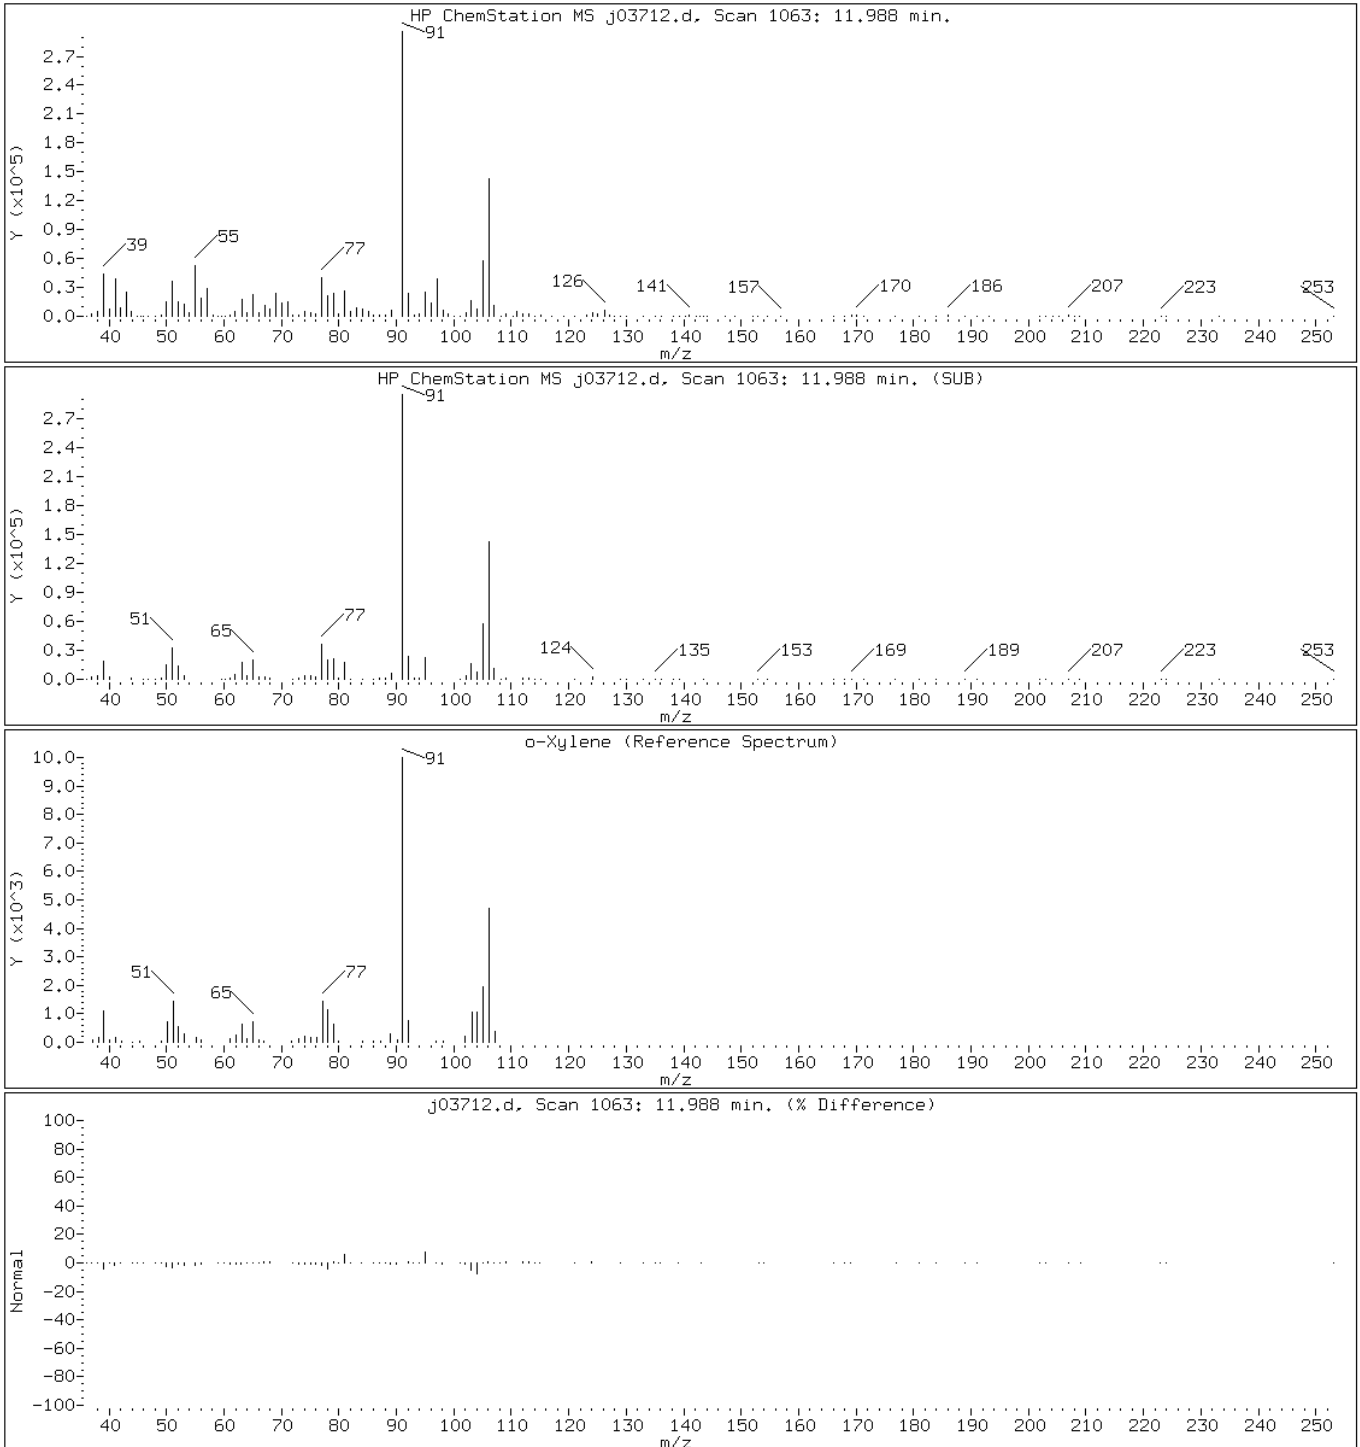 HP ChemStation MS j03712.d, Scan 1063: 11.988 min.
91
2.7
2.4
2.1
1.8
1.5
1.2
0.9
0.6
0.3
0.0
Y (x10^5)
39 55 77 126 141 157 170 186 207 223 253
40 50 60 70 80 90 100 110 120 130 140 150 160 170 180 190 200 210 220 230 240 250
m/z
HP ChemStation MS j03712.d, Scan 1063: 11.988 min. (SUB)
91
2.7
2.4
2.1
1.8
1.5
1.2
0.9
0.6
0.3
0.0
Y (x10^5)
51 65 77 124 135 153 169 189 207 223 253
40 50 60 70 80 90 100 110 120 130 140 150 160 170 180 190 200 210 220 230 240 250
m/z
o-Xylene (Reference Spectrum)
91
10.0
9.0
8.0
7.0
6.0
5.0
4.0
3.0
2.0
1.0
0.0
Y (x10^3)
51 65 77
40 50 60 70 80 90 100 110 120 130 140 150 160 170 180 190 200 210 220 230 240 250
m/z
j03712.d, Scan 1063: 11.988 min. (% Difference)
100
80
60
40
20
0
-20
-40
-60
-80
-100
Normal
40 50 60 70 80 90 100 110 120 130 140 150 160 170 180 190 200 210 220 230 240 250
m/z